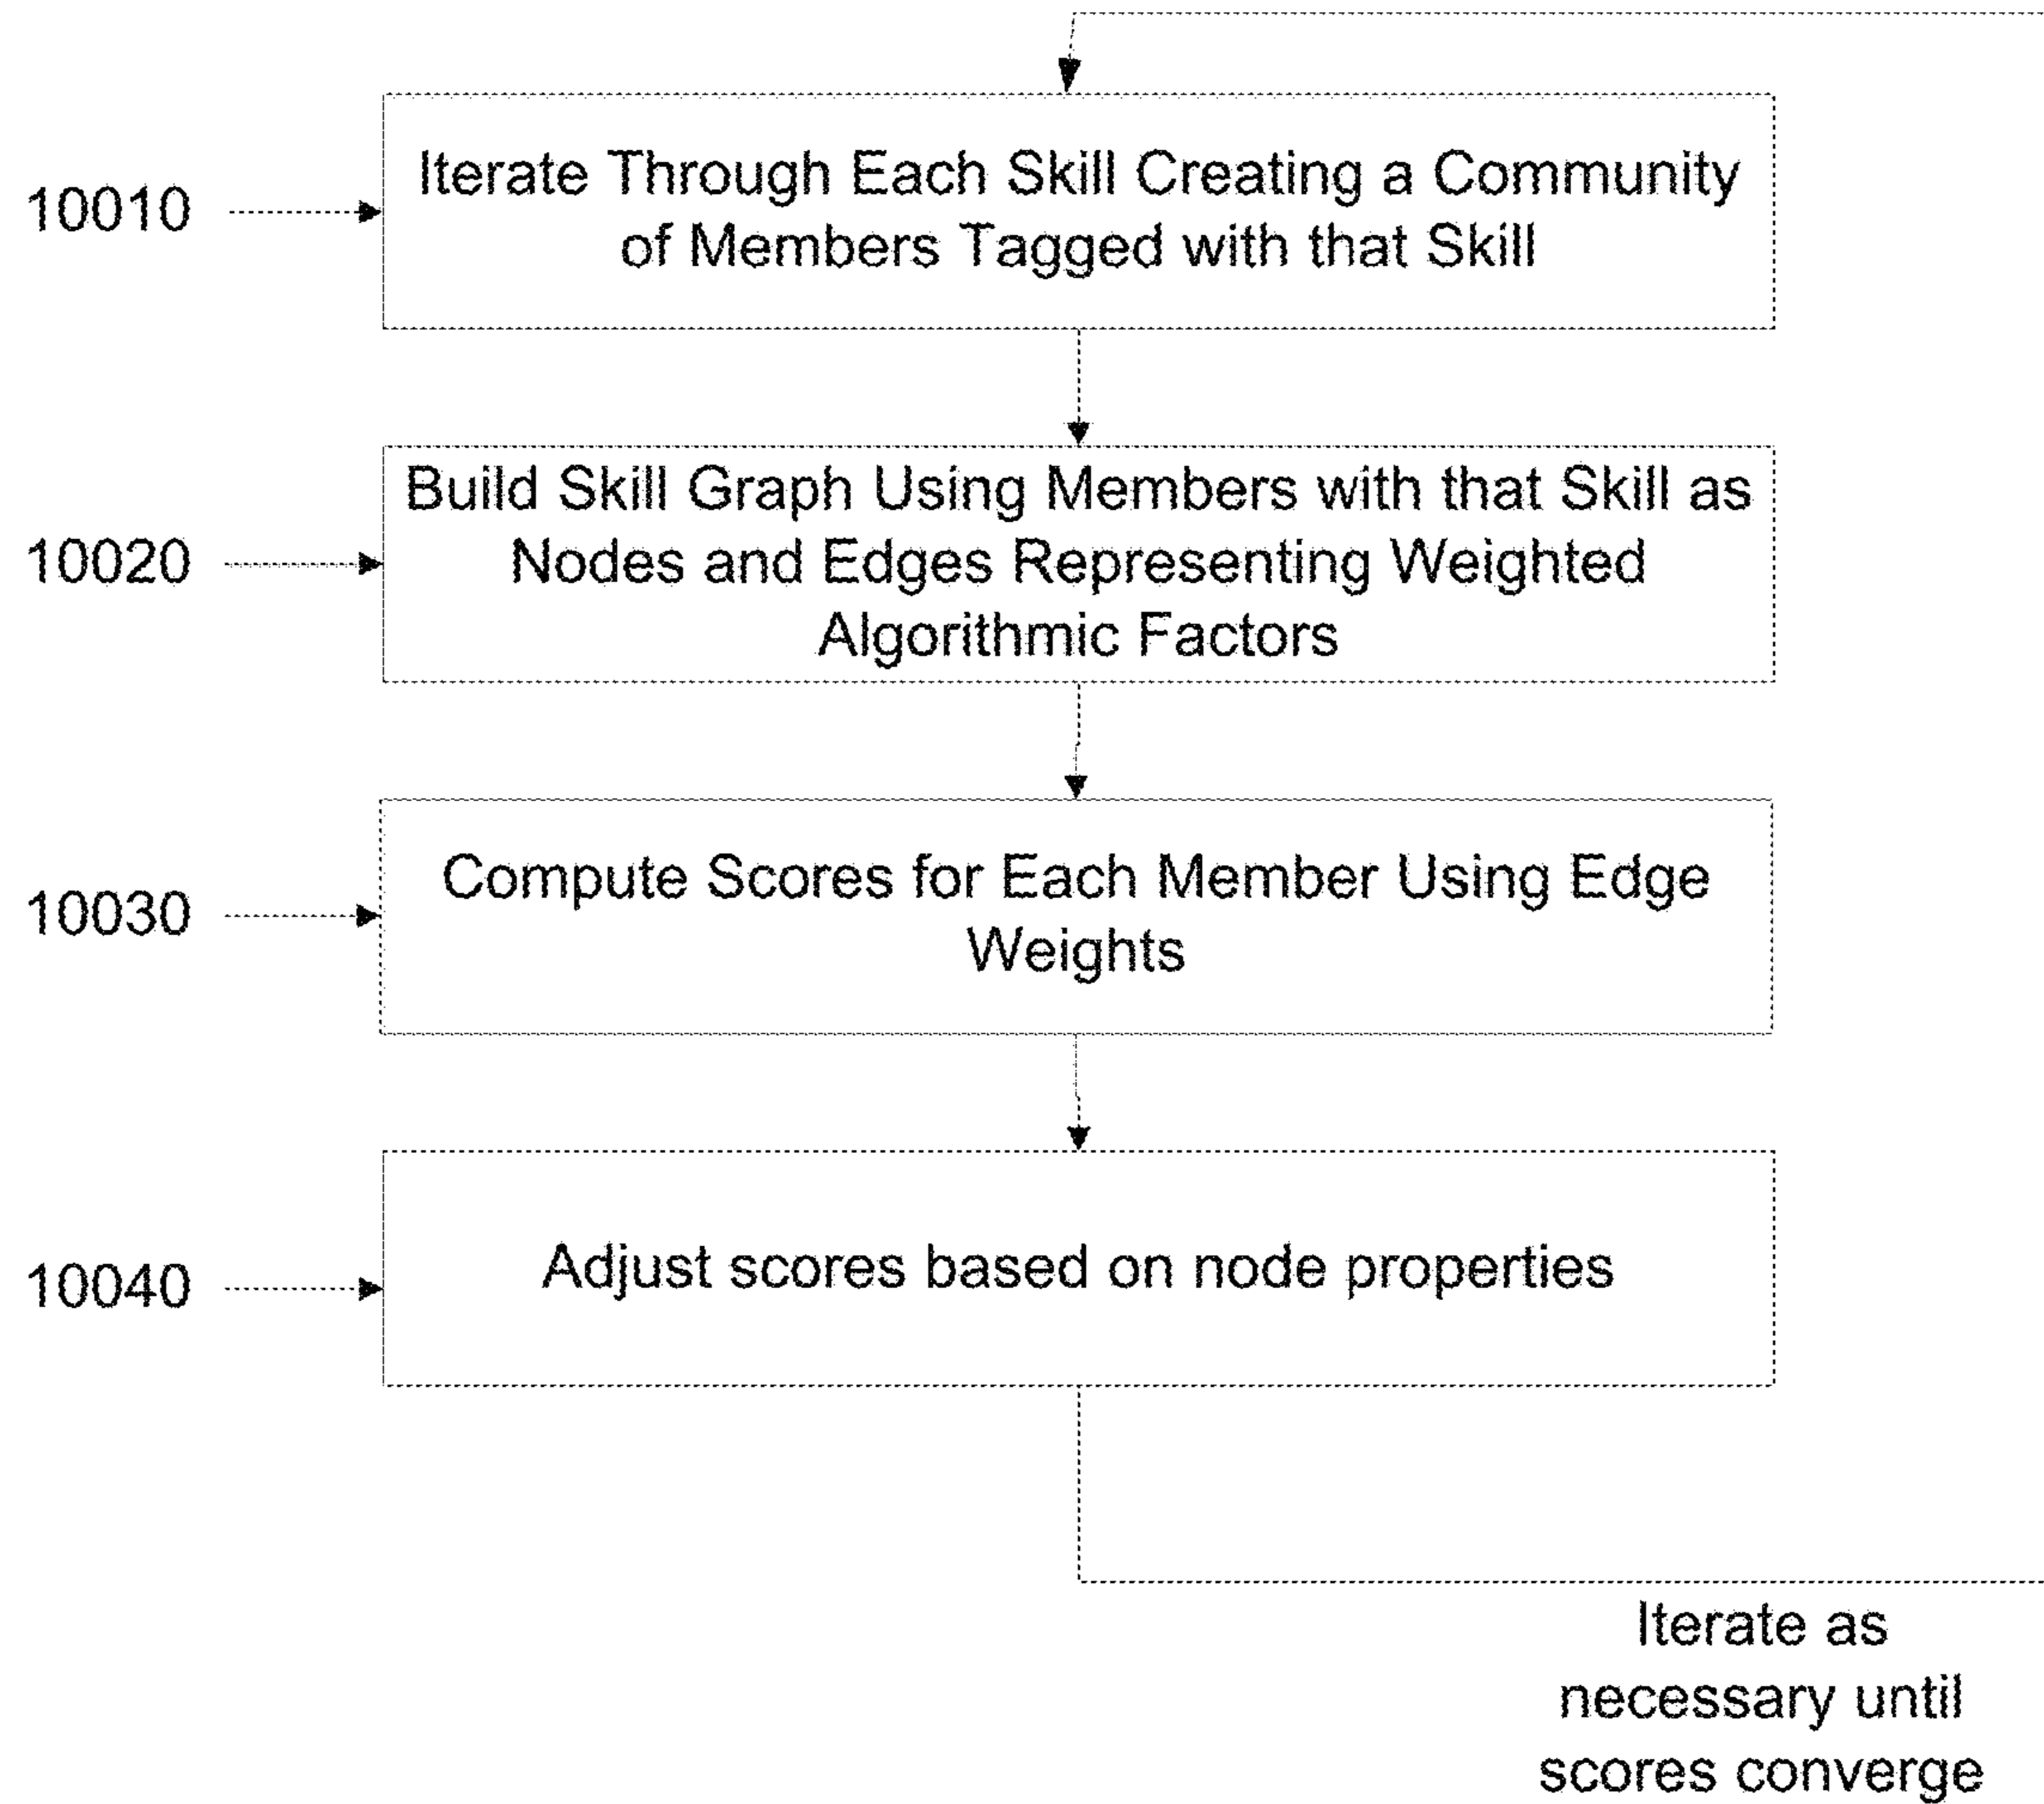 10010
Iterate Through Each Skill Creating a Community
of Members Tagged with that Skill
10020
Build Skill Graph Using Members with that Skill as
Nodes and Edges Representing Weighted
Algorithmic Factors
10030
Compute Scores for Each Member Using Edge
Weights
10040
Adjust scores based on node properties
Iterate as
necessary until
scores converge